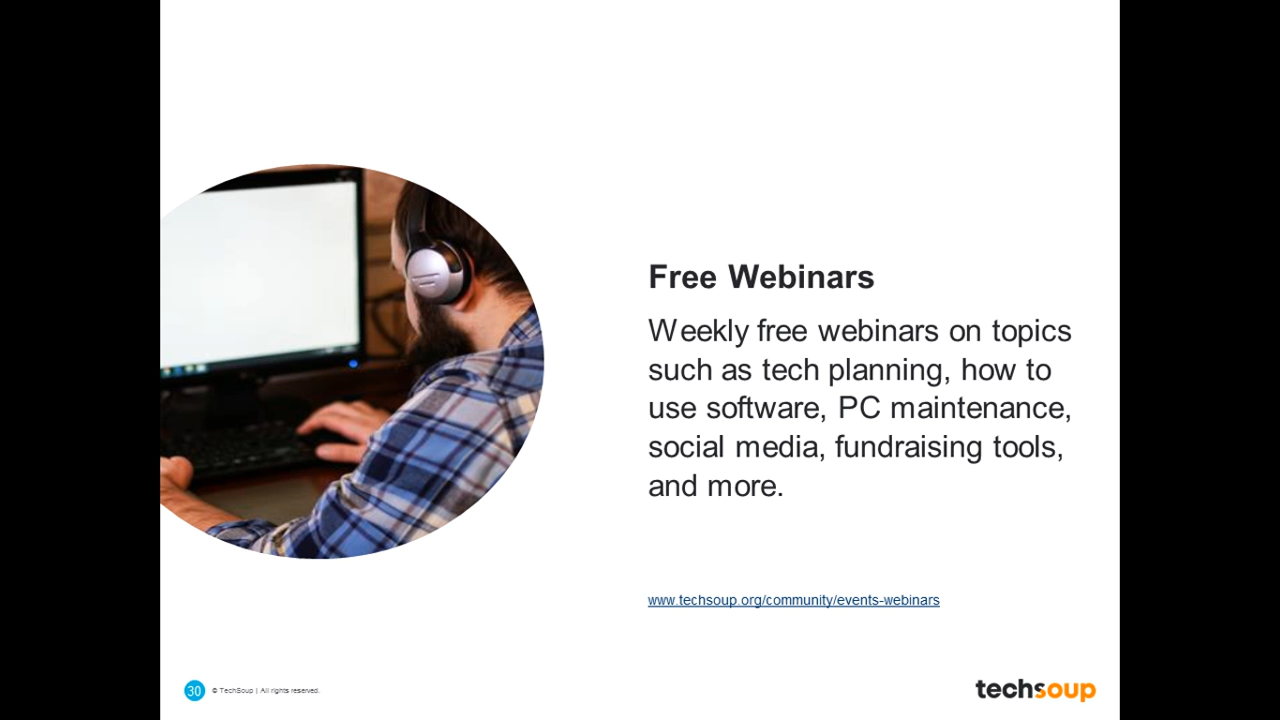 Free Webinars
Weekly free webinars on topics
such as tech planning, how to
use software, PC maintenance,
social media, fundraising tools,
and more.
www.techsoup.org/community/events-webinars
30 © TechSoup | All rights reserved.
techsoup